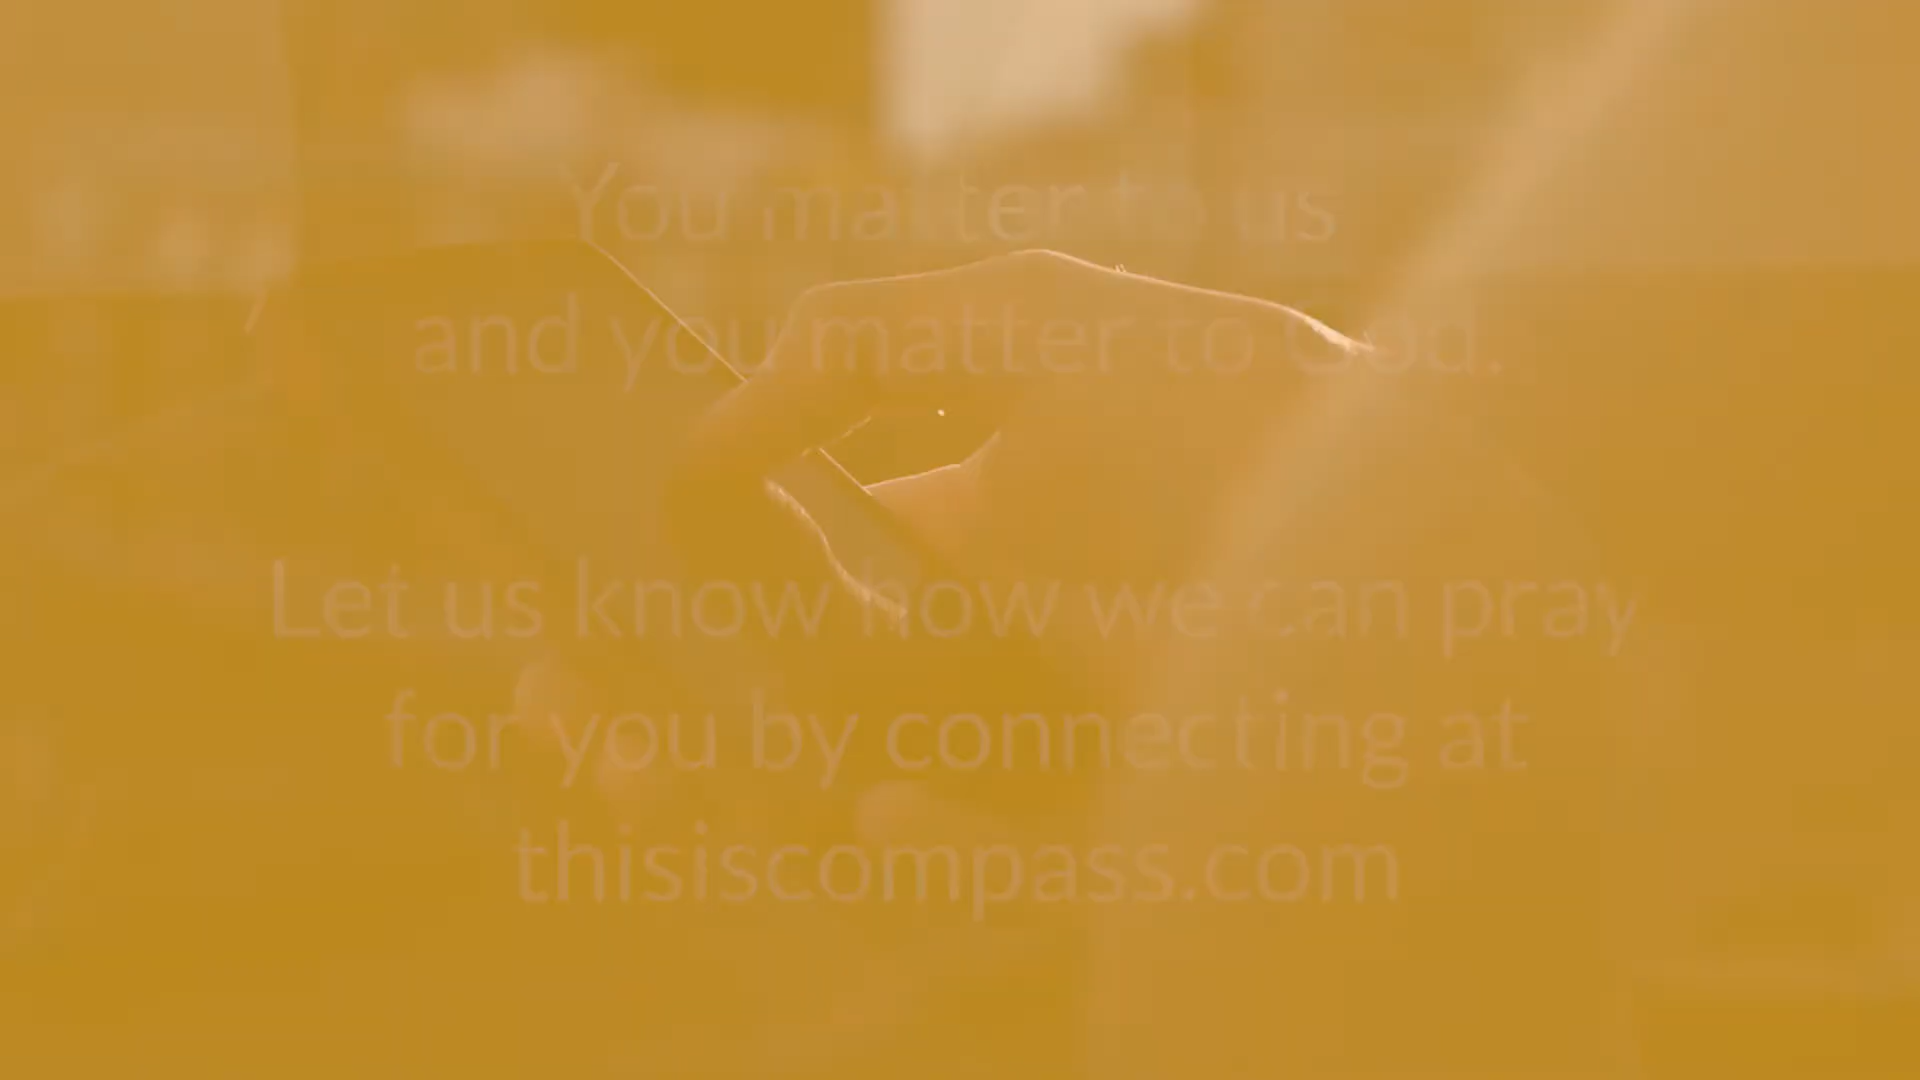 You matter to us
and you matter to God.
Let us know how we can pray
for you by connecting at
thisiscompass.com